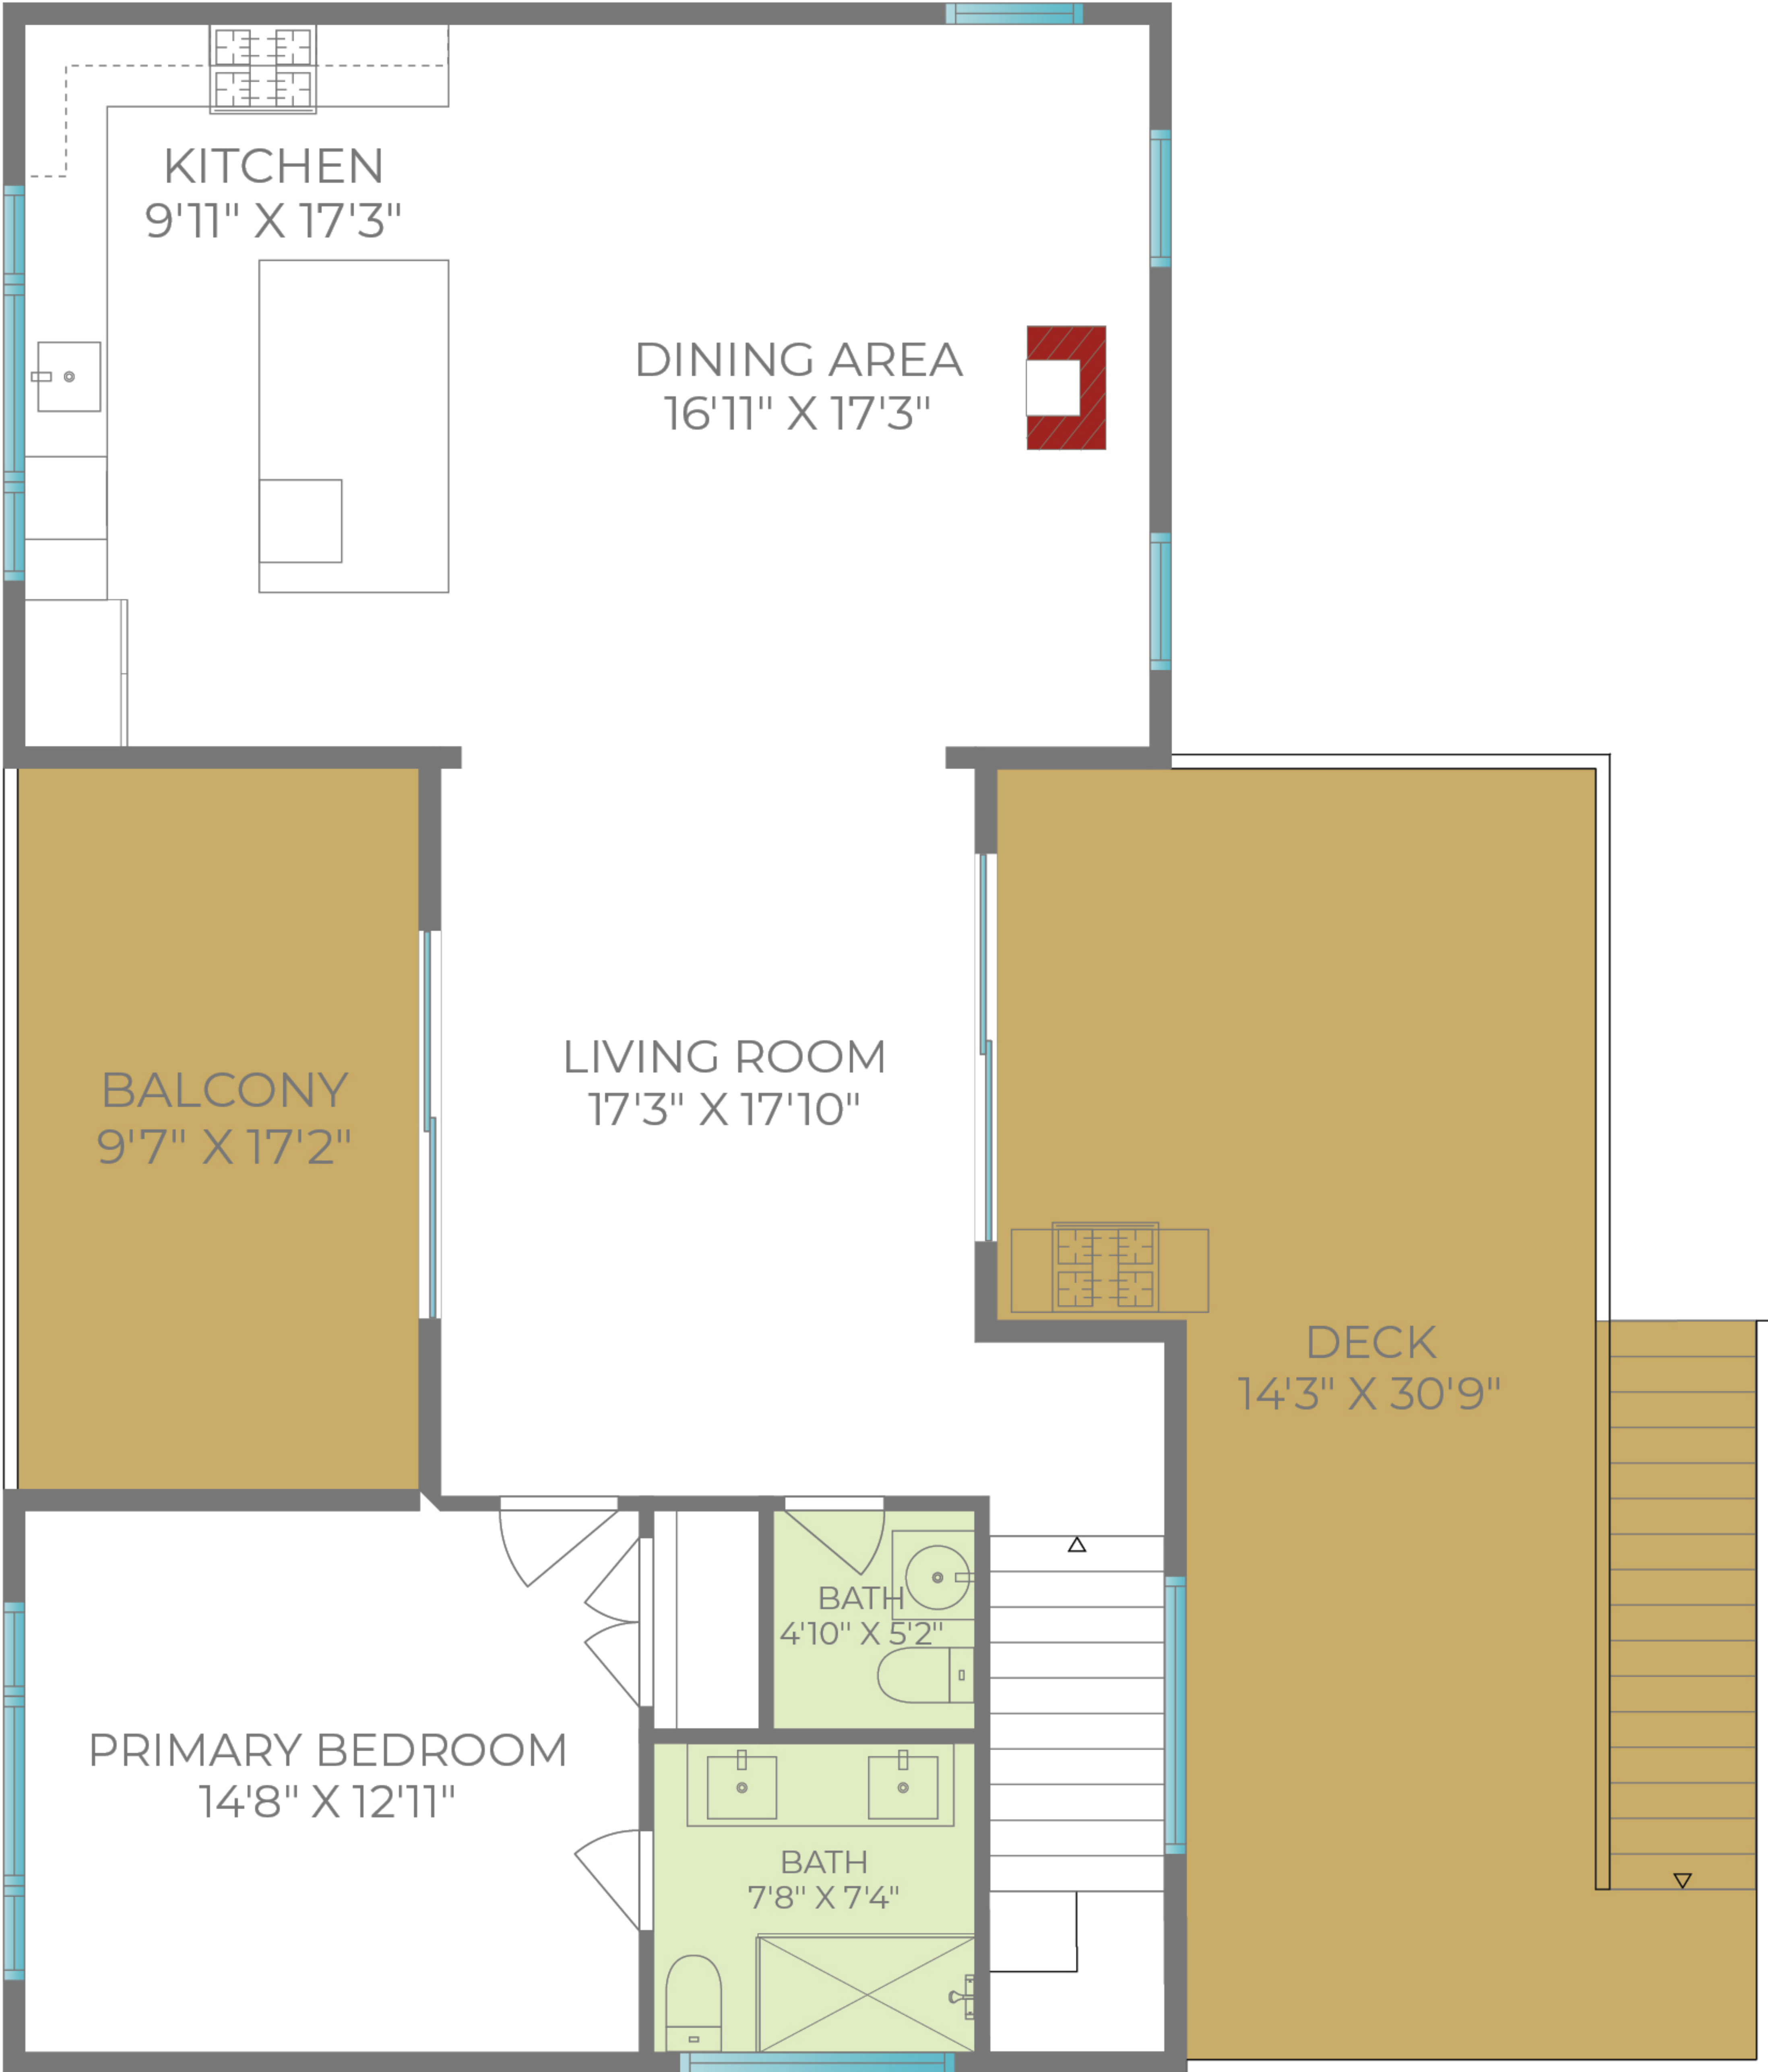 KITCHEN
9'11" X 17'3"
DINING AREA
16'11" X 17'3"
LIVING ROOM
17'3" X 17'10"
BALCONY
9'7" X 17'2"
DECK
14'3" X 30'9"
BATH
4'10" X 5'2"
PRIMARY BEDROOM
14'8" X 12'11"
BATH
7'8" X 7'4"